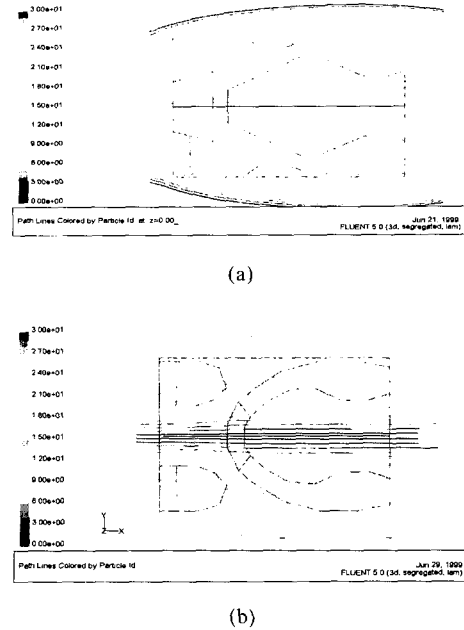 3.00e+01
2.70e+01
2.40e+01
2.10e+01
1.80e+01
1.50e+01
1.20e+01
9.00e+00
6.00e+00
3.00e+00
0.00e+00
Path Lines Colored by Particle Id at z=0.00_
Jun 21, 1999
FLUENT 5.0 (3d, segregated, lam)
(a)
3.00e+01
2.70e+01
2.40e+01
2.10e+01
1.80e+01
1.50e+01
1.20e+01
9.00e+00
6.00e+00
3.00e+00
0.00e+00
Y
Z X
Path Lines Colored by Particle Id
Jun 29, 1999
FLUENT 5.0 (3d, segregated, lam)
(b)